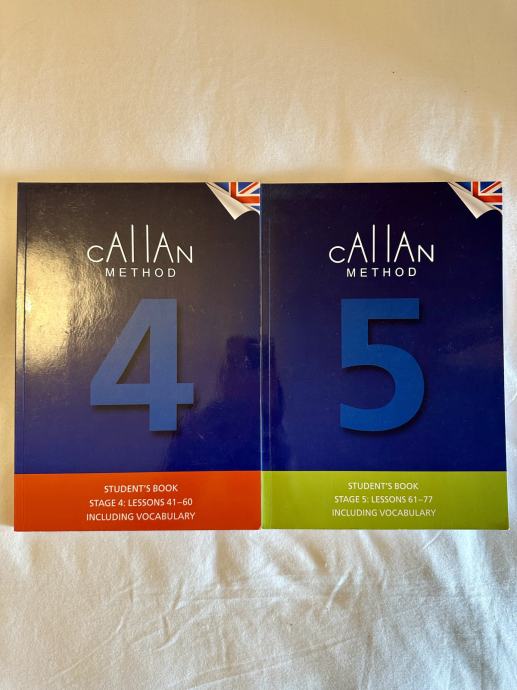 CAllAN
METHOD
4
STUDENT'S BOOK
STAGE 4: LESSONS 41–60
INCLUDING VOCABULARY
CAllAN
METHOD
5
STUDENT'S BOOK
STAGE 5: LESSONS 61–77
INCLUDING VOCABULARY